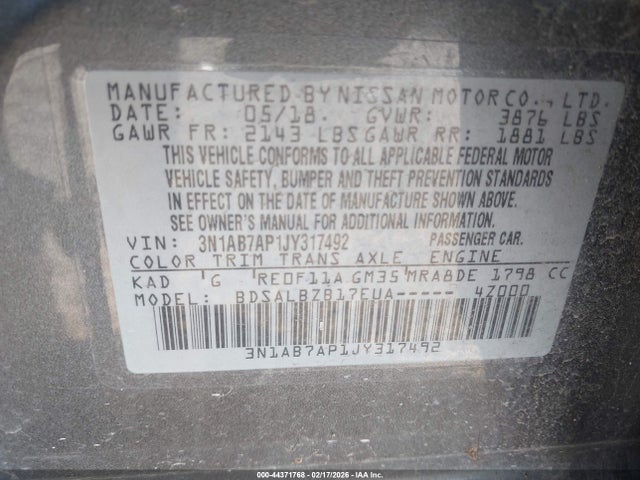 MANUFACTURED BY NISSAN MOTOR CO., LTD.
DATE: 05/18 GVWR: 3876 LBS
GAWR FR: 2143 LBS GAWR RR: 1881 LBS
THIS VEHICLE CONFORMS TO ALL APPLICABLE FEDERAL MOTOR
VEHICLE SAFETY, BUMPER AND THEFT PREVENTION STANDARDS
IN EFFECT ON THE DATE OF MANUFACTURE SHOWN ABOVE.
SEE OWNER'S MANUAL FOR ADDITIONAL INFORMATION.
VIN: 3N1AB7AP1JY317492 PASSENGER CAR.
COLOR TRIM TRANS AXLE ENGINE
KAD G RE0F11A GM35 MRA8DE 1798 CC
MODEL: BDSALBZB17EUA----- 4Z000
3N1AB7AP1JY317492
© 44371768 - 02/17/2026 - IAA Inc.